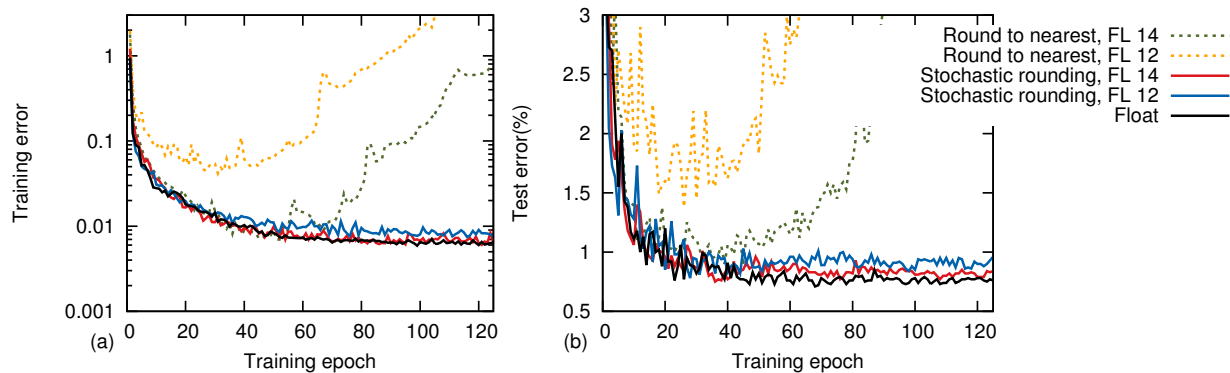 Training error
1
0.1
0.01
0.001
0 20 40 60 80 100 120
(a)
Training epoch
Test error(%)
3
2.5
2
1.5
1
0.5
0 20 40 60 80 100 120
(b)
Training epoch
Round to nearest, FL 14
Round to nearest, FL 12
Stochastic rounding, FL 14
Stochastic rounding, FL 12
Float